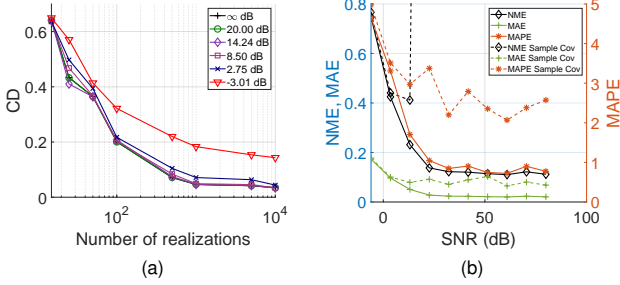 0.6
0.4
0.2
0
CD
∞ dB
20.00 dB
14.24 dB
8.50 dB
2.75 dB
-3.01 dB
10^2
10^4
Number of realizations
(a)
0.8
0.6
0.4
0.2
0
NME, MAE
NME
MAE
MAPE
NME Sample Cov
MAE Sample Cov
MAPE Sample Cov
5
4
3
2
1
0
MAPE
0
50
100
SNR (dB)
(b)